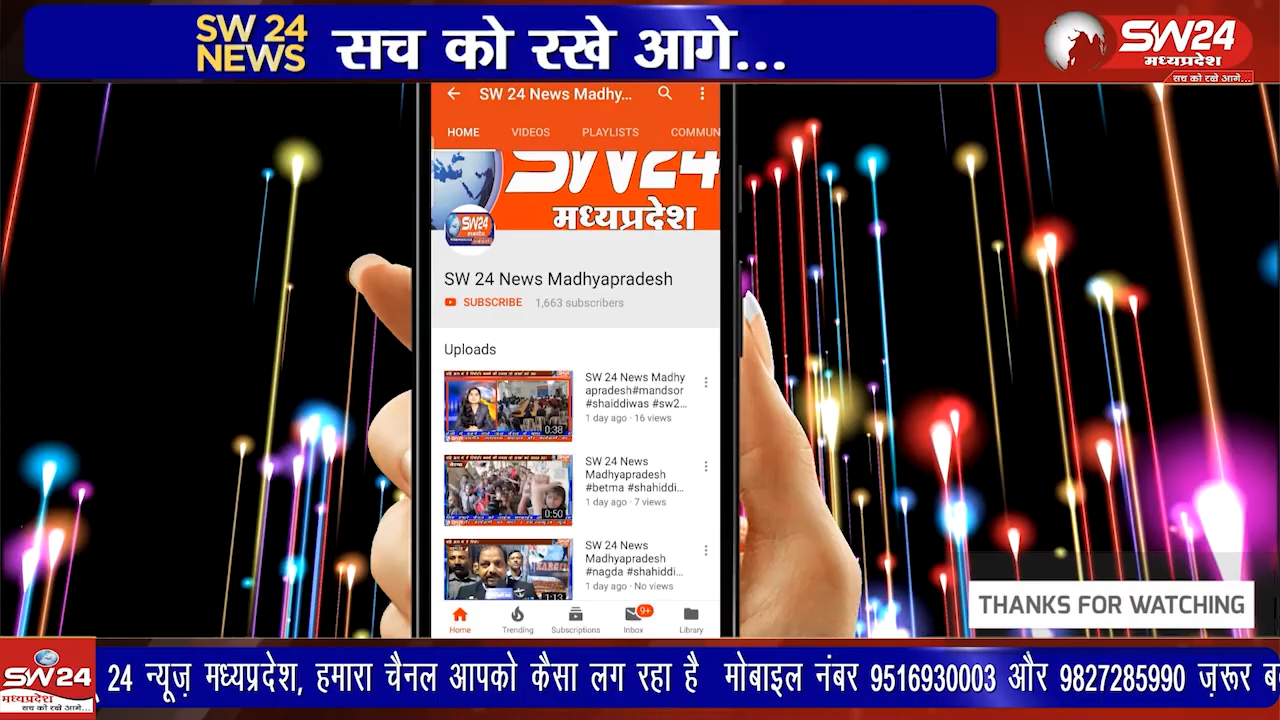 SW 24
NEWS
सच को रखे आगे...
SW24
मध्यप्रदेश
सच को रखे आगे...
SW 24 News Madhy...
HOME VIDEOS PLAYLISTS COMMUN
SW24
मध्यप्रदेश
SW24
SW 24 News Madhyapradesh
SUBSCRIBE 1,663 subscribers
Uploads
SW 24 News Madhy
apradesh#mandsor
#shaiddiwas #sw2...
1 day ago · 16 views
0:38
SW 24 News
Madhyapradesh
#betma #shahiddi...
1 day ago · 7 views
0:50
SW 24 News
Madhyapradesh
#nagda #shahiddi...
1 day ago · No views
1:13
Home Trending Subscriptions Inbox 9+ Library
THANKS FOR WATCHING
SW24
मध्यप्रदेश
सच को रखे आगे...
24 न्यूज़ मध्यप्रदेश, हमारा चैनल आपको कैसा लग रहा है मोबाइल नंबर 9516930003 और 9827285990 ज़रूर